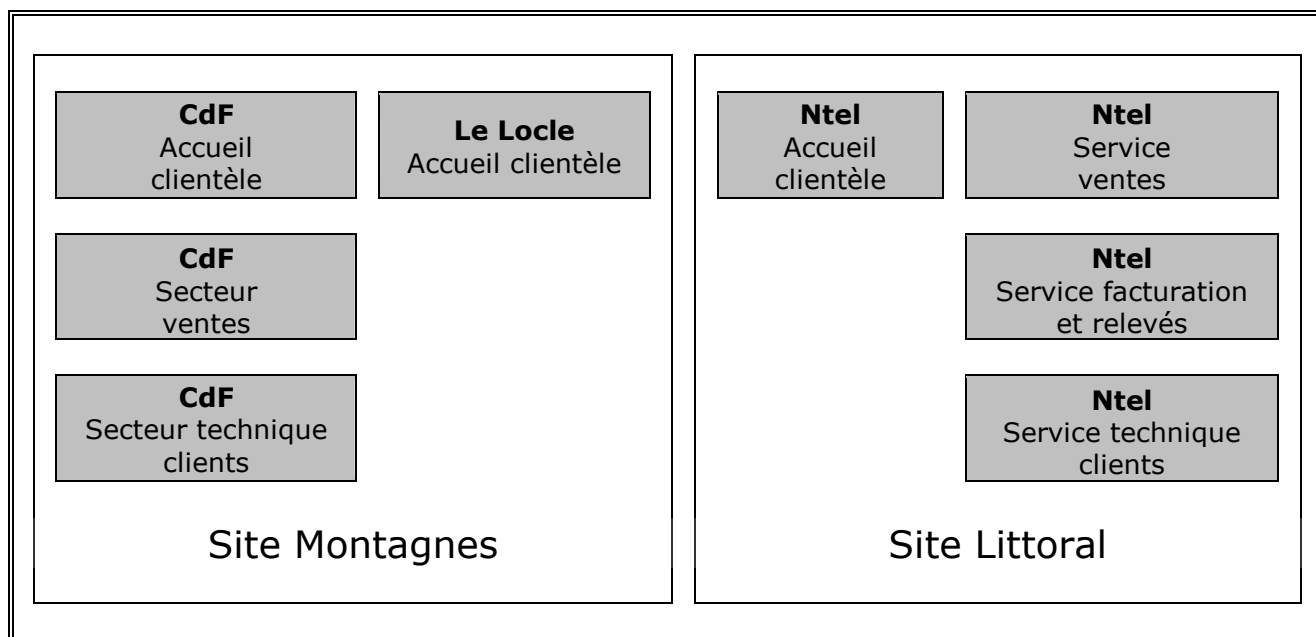 CdF
Accueil
clientèle
Le Locle
Accueil clientèle
CdF
Secteur
ventes
CdF
Secteur technique
clients
Site Montagnes
Ntel
Accueil
clientèle
Ntel
Service
ventes
Ntel
Service facturation
et relevés
Ntel
Service technique
clients
Site Littoral